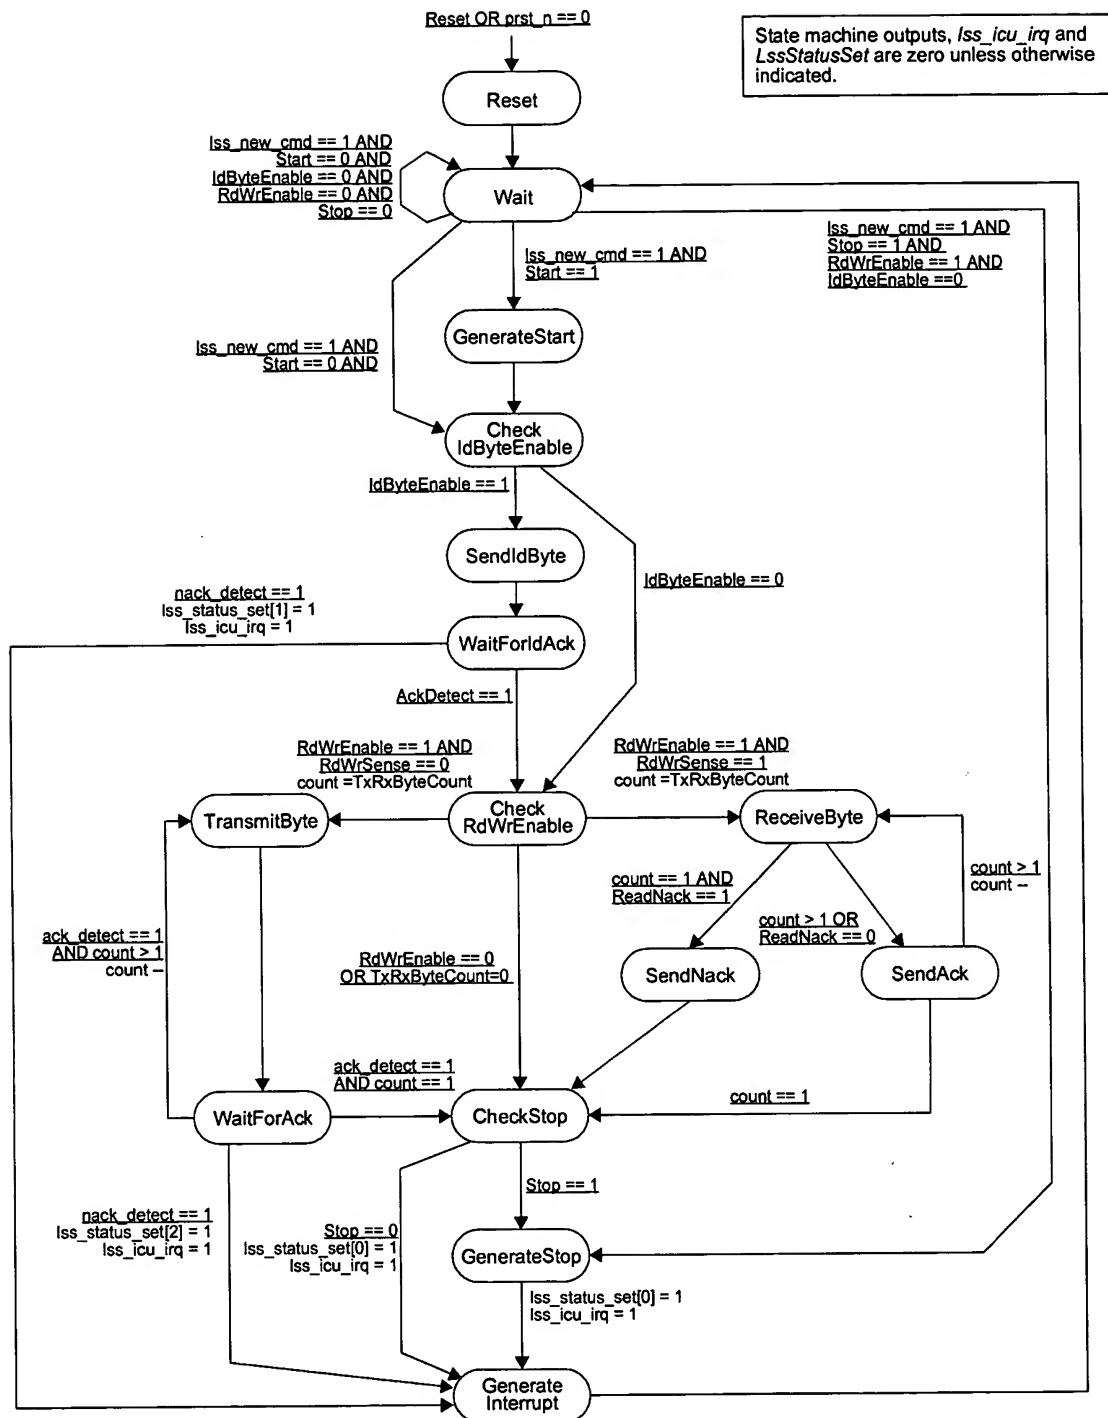 Reset OR prst_n == 0
State machine outputs, lss_icu_irq and
LssStatusSet are zero unless otherwise
indicated.
Reset
lss_new_cmd == 1 AND
Start == 0 AND
IdByteEnable == 0 AND
RdWrEnable == 0 AND
Stop == 0
Wait
lss_new_cmd == 1 AND
Stop == 1 AND
RdWrEnable == 1 AND
IdByteEnable ==0
lss_new_cmd == 1 AND
Start == 1
GenerateStart
lss_new_cmd == 1 AND
Start == 0 AND
Check
IdByteEnable
IdByteEnable == 1
SendIdByte
IdByteEnable == 0
nack_detect == 1
lss_status_set[1] = 1
lss_icu_irq = 1
WaitForIdAck
AckDetect == 1
RdWrEnable == 1 AND
RdWrSense == 0
count =TxRxByteCount
RdWrEnable == 1 AND
RdWrSense == 1
count =TxRxByteCount
TransmitByte
Check
RdWrEnable
ReceiveByte
count == 1 AND
ReadNack == 1
count > 1
count --
count > 1 OR
ReadNack == 0
ack_detect == 1
AND count > 1
count --
RdWrEnable == 0
OR TxRxByteCount=0
SendNack
SendAck
ack_detect == 1
AND count == 1
WaitForAck
CheckStop
count == 1
Stop == 1
nack_detect == 1
lss_status_set[2] = 1
lss_icu_irq = 1
Stop == 0
lss_status_set[0] = 1
lss_icu_irq = 1
GenerateStop
lss_status_set[0] = 1
lss_icu_irq = 1
Generate
Interrupt